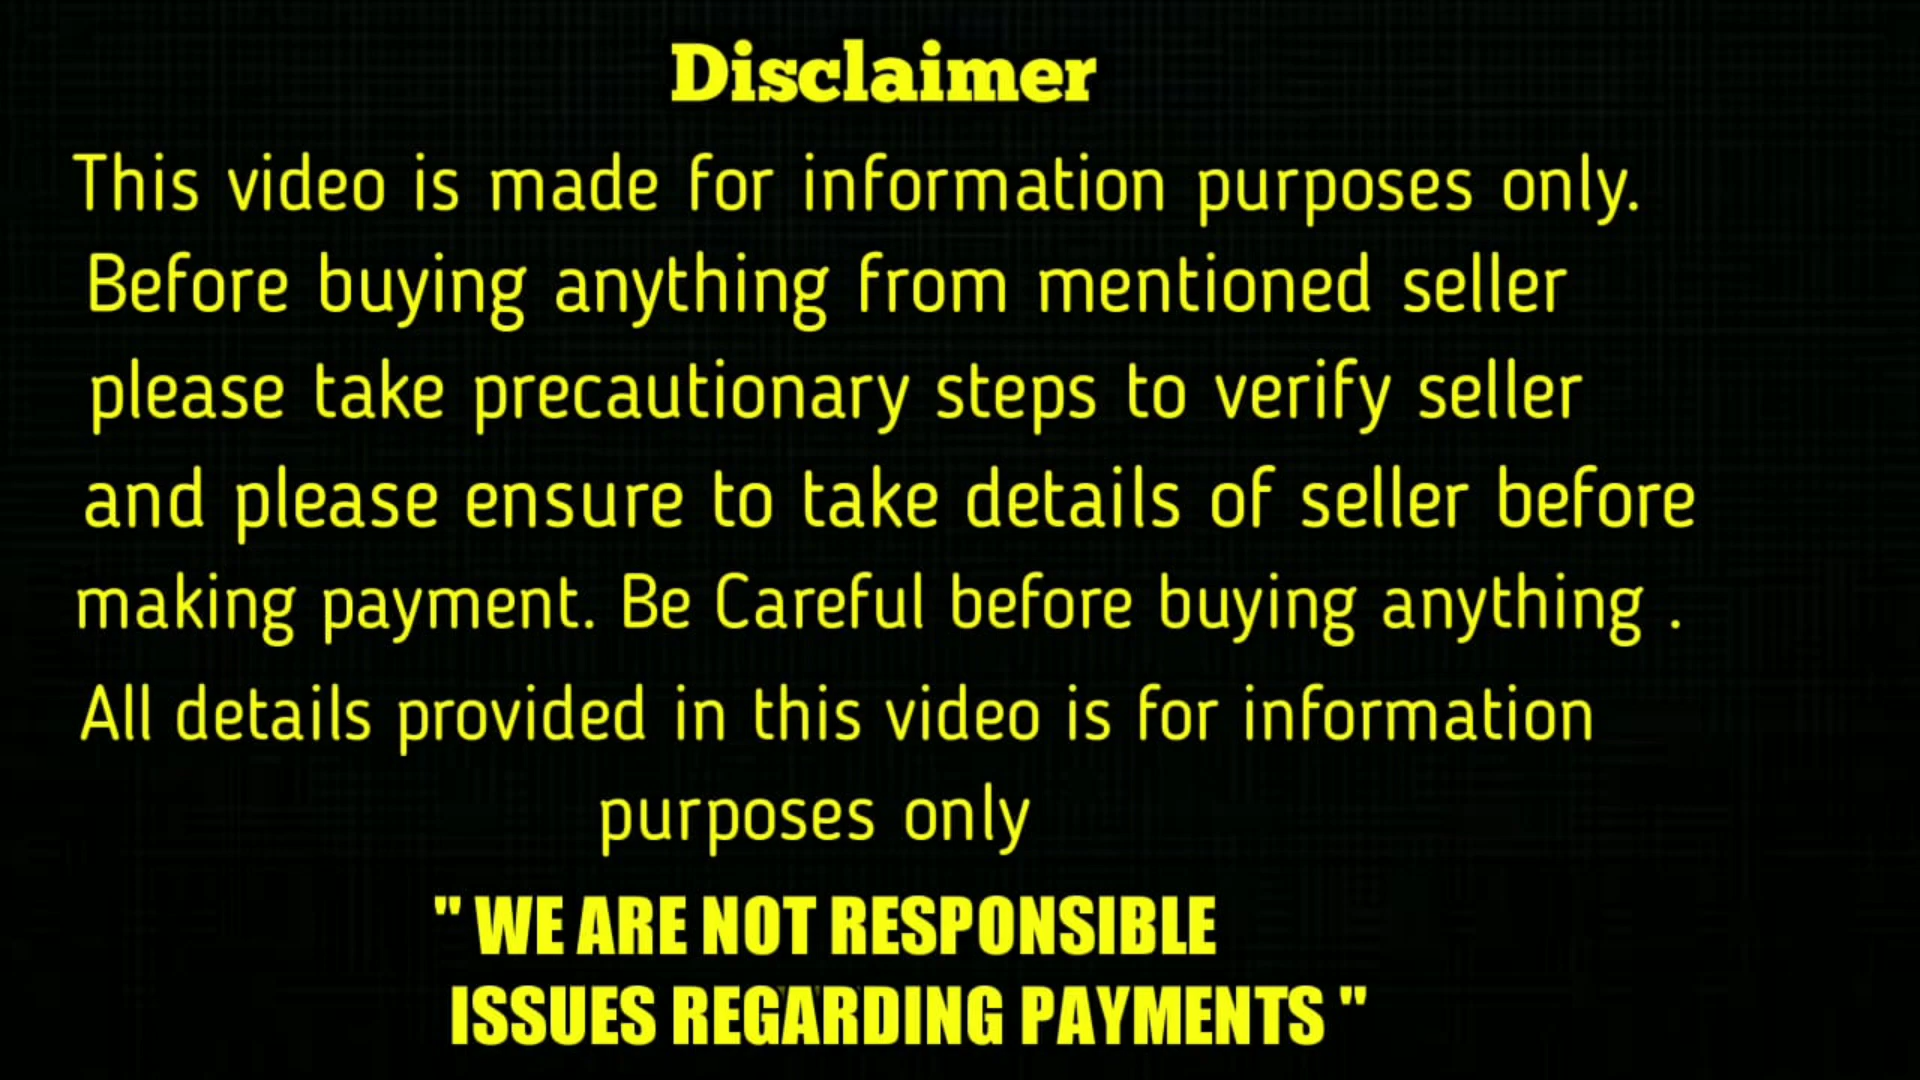 Disclaimer
This video is made for information purposes only.
Before buying anything from mentioned seller
please take precautionary steps to verify seller
and please ensure to take details of seller before
making payment. Be Careful before buying anything .
All details provided in this video is for information
purposes only
" WE ARE NOT RESPONSIBLE
ISSUES REGARDING PAYMENTS "